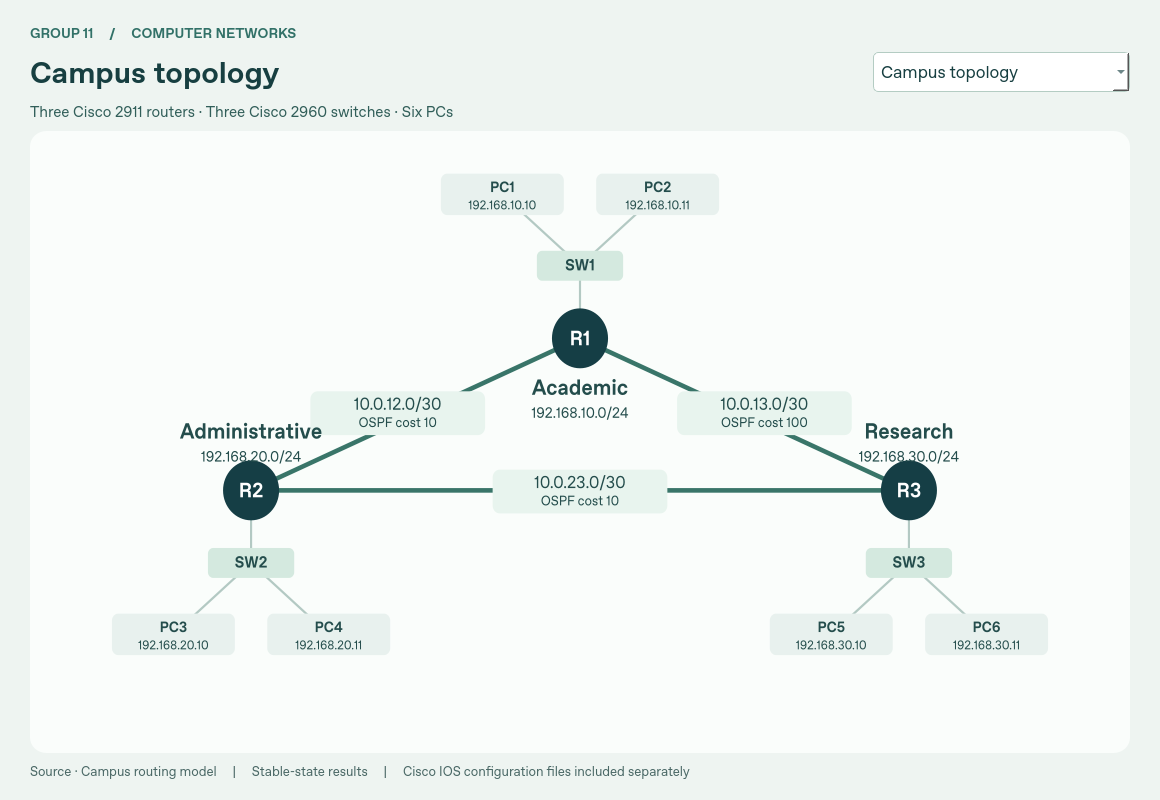 GROUP 11 / COMPUTER NETWORKS
Campus topology
Campus topology
Three Cisco 2911 routers · Three Cisco 2960 switches · Six PCs
PC1
192.168.10.10
PC2
192.168.10.11
SW1
R1
Academic
192.168.10.0/24
10.0.12.0/30
OSPF cost 10
10.0.13.0/30
OSPF cost 100
Administrative
192.168.20.0/24
Research
192.168.30.0/24
R2
10.0.23.0/30
OSPF cost 10
R3
SW2
SW3
PC3
192.168.20.10
PC4
192.168.20.11
PC5
192.168.30.10
PC6
192.168.30.11
Source · Campus routing model | Stable-state results | Cisco IOS configuration files included separately